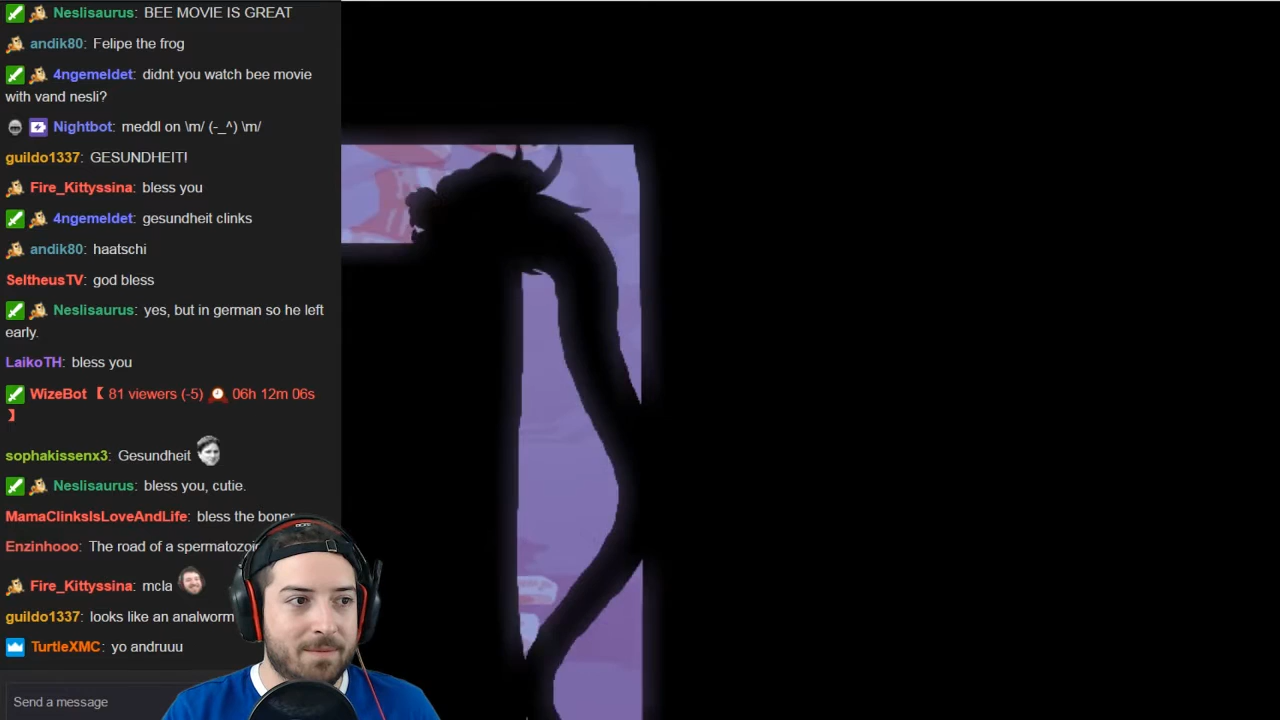 Neslisaurus: BEE MOVIE IS GREAT
andik80: Felipe the frog
4ngemeldet: didnt you watch bee movie
with vand nesli?
Nightbot: meddl on \m/ (-_^) \m/
guildo1337: GESUNDHEIT!
Fire_Kittyssina: bless you
4ngemeldet: gesundheit clinks
andik80: haatschi
SeltheusTV: god bless
Neslisaurus: yes, but in german so he left
early.
LaikoTH: bless you
WizeBot 【 81 viewers (-5) 06h 12m 06s
】
sophakissenx3: Gesundheit
Neslisaurus: bless you, cutie.
MamaClinksIsLoveAndLife: bless the boner
Enzinhooo: The road of a spermatozoi
Fire_Kittyssina: mcla
guildo1337: looks like an analworm
TurtleXMC: yo andruuu
Send a message